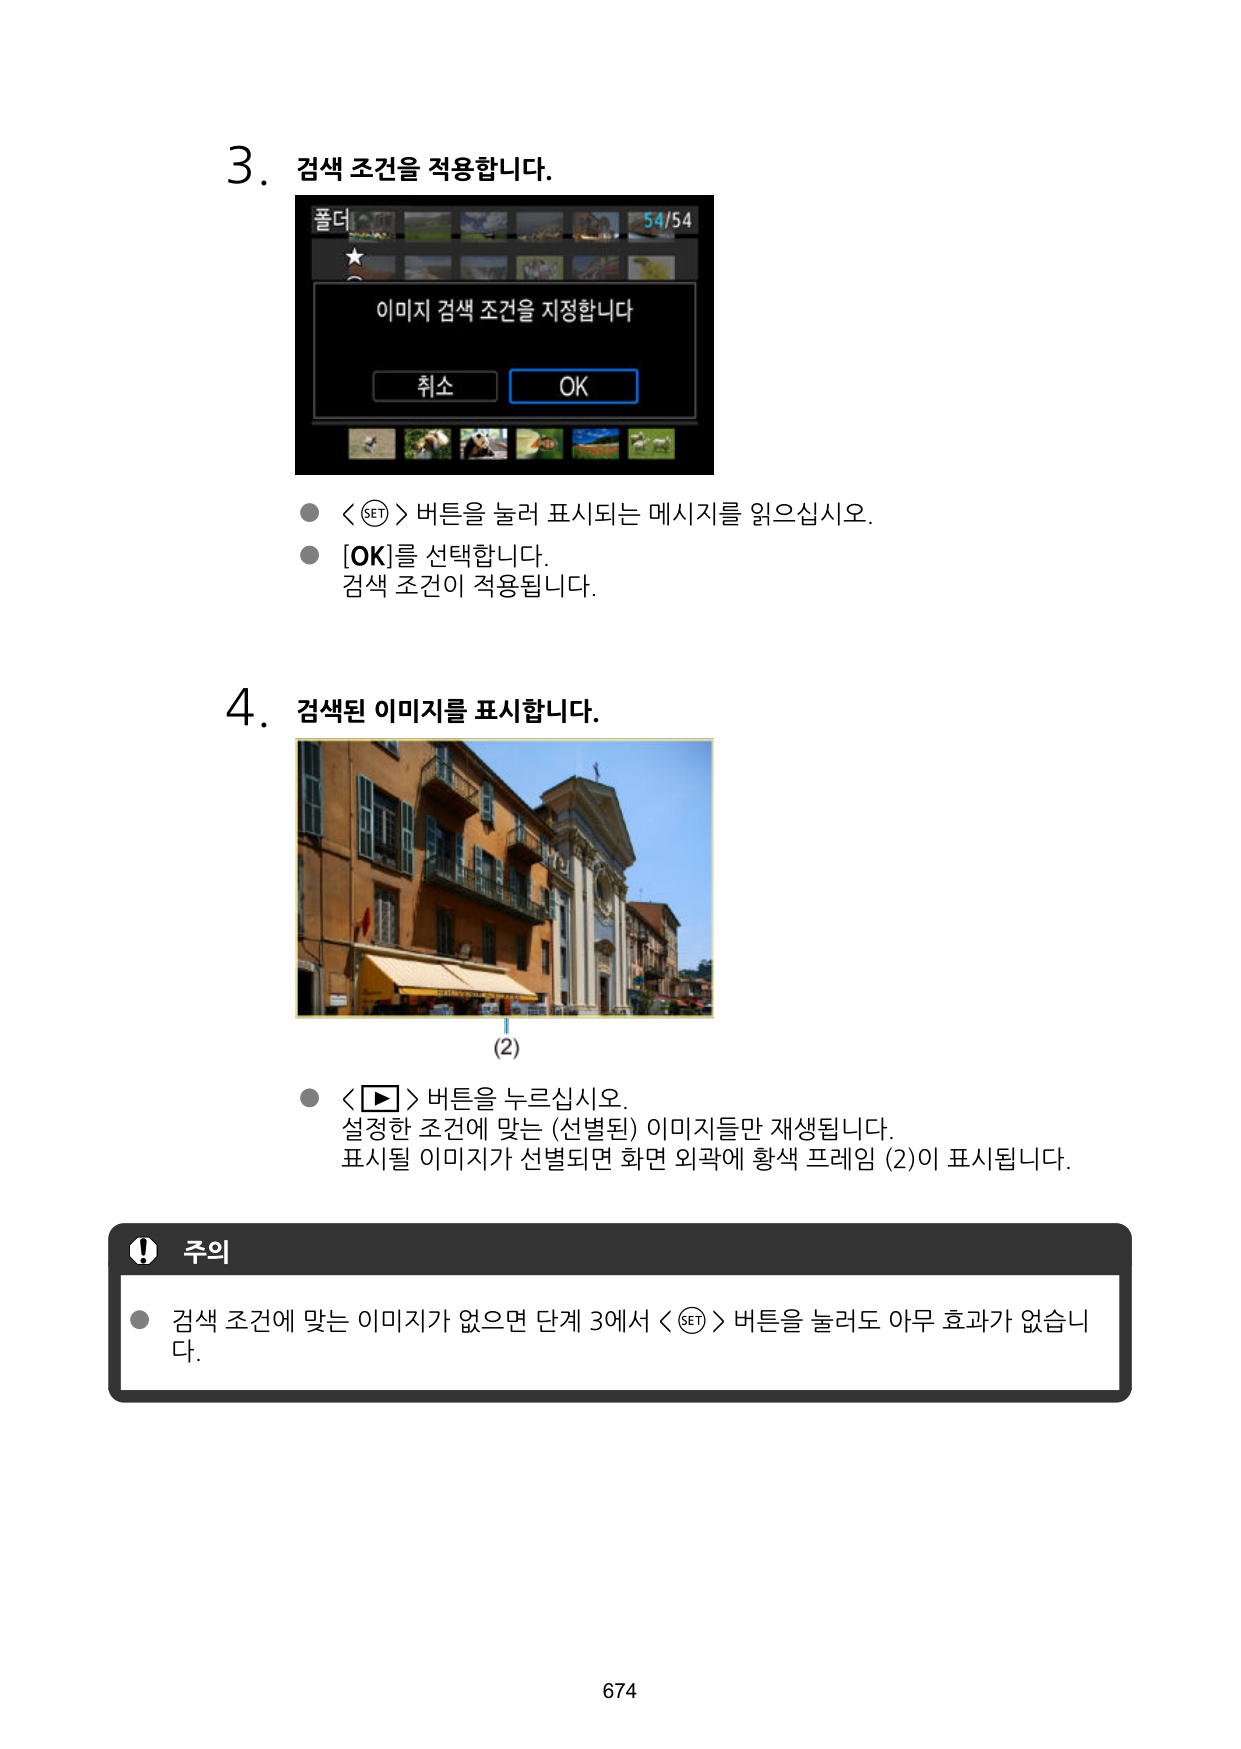 3. 검색 조건을 적용합니다.
폴더 54/54
★
이미지 검색 조건을 지정합니다
취소 OK
● <SET> 버튼을 눌러 표시되는 메시지를 읽으십시오.
● [OK]를 선택합니다.
검색 조건이 적용됩니다.
4. 검색된 이미지를 표시합니다.
(2)
● <▶> 버튼을 누르십시오.
설정한 조건에 맞는 (선별된) 이미지들만 재생됩니다.
표시될 이미지가 선별되면 화면 외곽에 황색 프레임 (2)이 표시됩니다.
주의
● 검색 조건에 맞는 이미지가 없으면 단계 3에서 <SET> 버튼을 눌러도 아무 효과가 없습니
다.
674